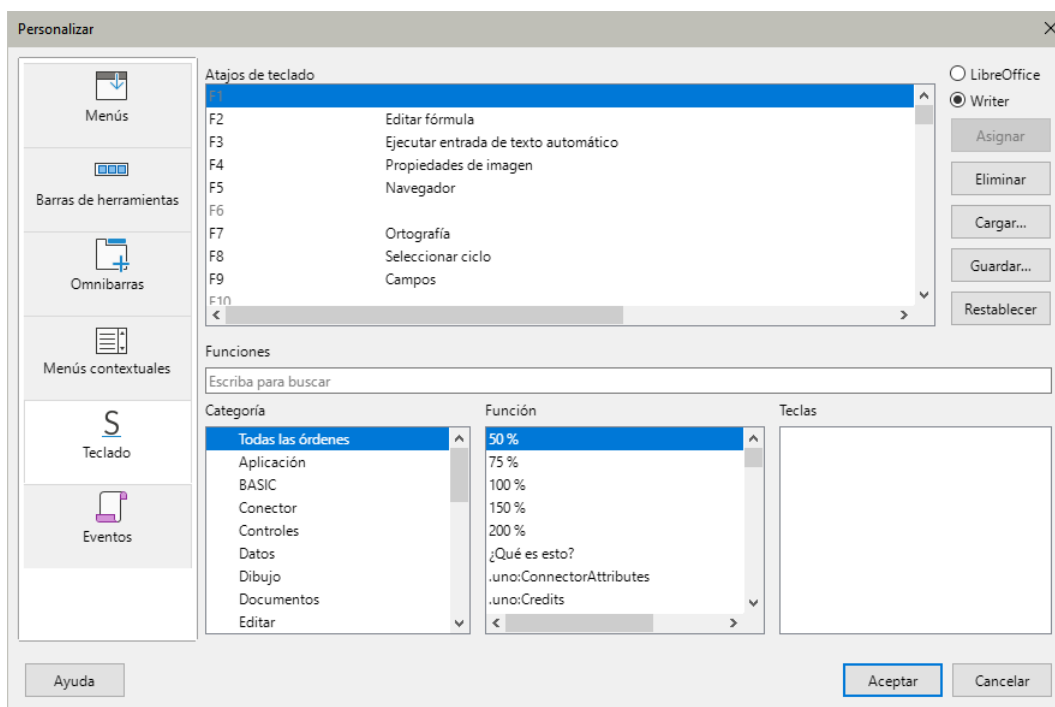 Personalizar
Menús
Barras de herramientas
Omnibarras
Menús contextuales
S
Teclado
Eventos
Atajos de teclado
F1
F2 Editar fórmula
F3 Ejecutar entrada de texto automático
F4 Propiedades de imagen
F5 Navegador
F6
F7 Ortografía
F8 Seleccionar ciclo
F9 Campos
F10
LibreOffice
Writer
Asignar
Eliminar
Cargar...
Guardar...
Restablecer
Funciones
Escriba para buscar
Categoría
Todas las órdenes
Aplicación
BASIC
Conector
Controles
Datos
Dibujo
Documentos
Editar
Función
50 %
75 %
100 %
150 %
200 %
¿Qué es esto?
.uno:ConnectorAttributes
.uno:Credits
Teclas
Ayuda
Aceptar
Cancelar